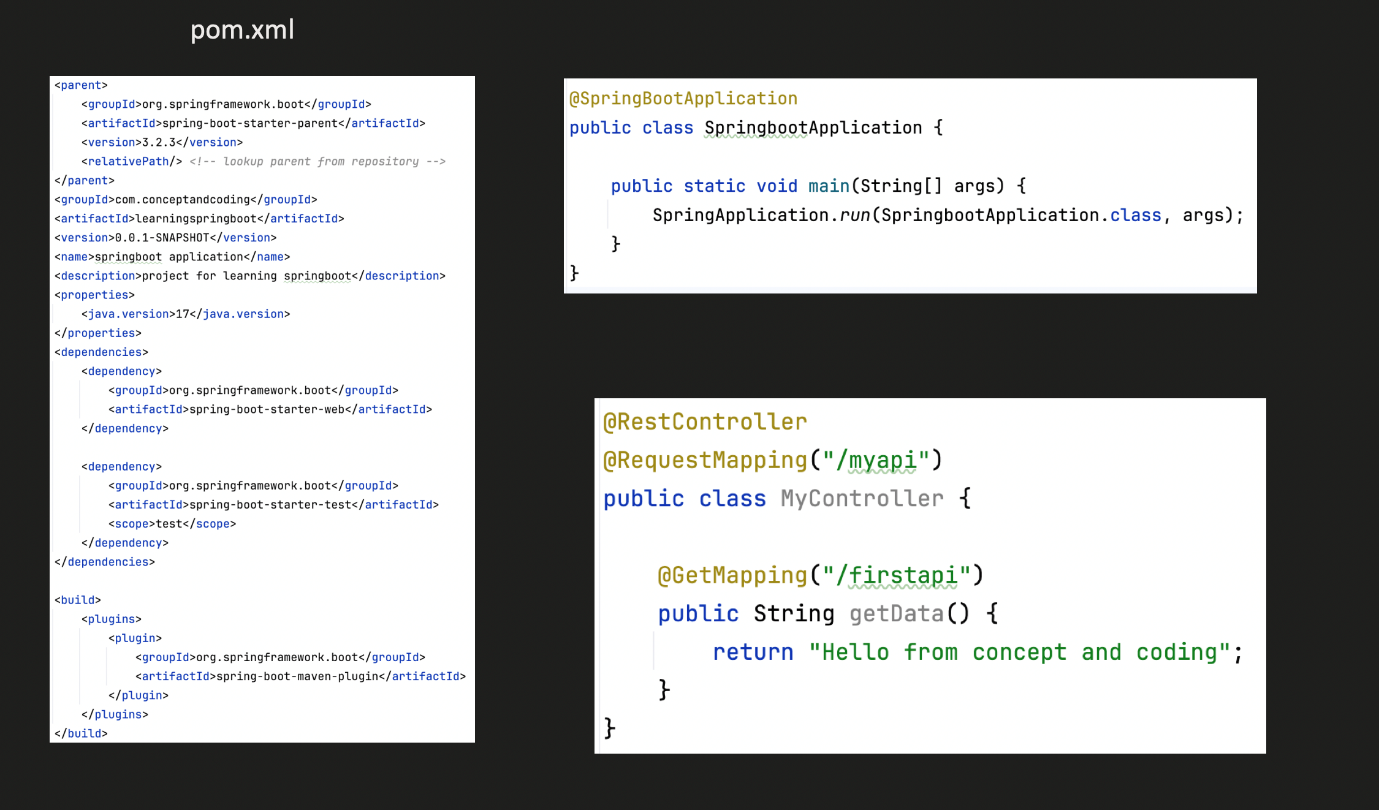 pom.xml
<parent>
<groupId>org.springframework.boot</groupId>
<artifactId>spring-boot-starter-parent</artifactId>
<version>3.2.3</version>
<relativePath/> <!-- lookup parent from repository -->
</parent>
<groupId>com.conceptandcoding</groupId>
<artifactId>learningspringboot</artifactId>
<version>0.0.1-SNAPSHOT</version>
<name>springboot application</name>
<description>project for learning springboot</description>
<properties>
<java.version>17</java.version>
</properties>
<dependencies>
<dependency>
<groupId>org.springframework.boot</groupId>
<artifactId>spring-boot-starter-web</artifactId>
</dependency>
<dependency>
<groupId>org.springframework.boot</groupId>
<artifactId>spring-boot-starter-test</artifactId>
<scope>test</scope>
</dependency>
</dependencies>
<build>
<plugins>
<plugin>
<groupId>org.springframework.boot</groupId>
<artifactId>spring-boot-maven-plugin</artifactId>
</plugin>
</plugins>
</build>
@SpringBootApplication
public class SpringbootApplication {
public static void main(String[] args) {
SpringApplication.run(SpringbootApplication.class, args);
}
}
@RestController
@RequestMapping("/myapi")
public class MyController {
@GetMapping("/firstapi")
public String getData() {
return "Hello from concept and coding";
}
}